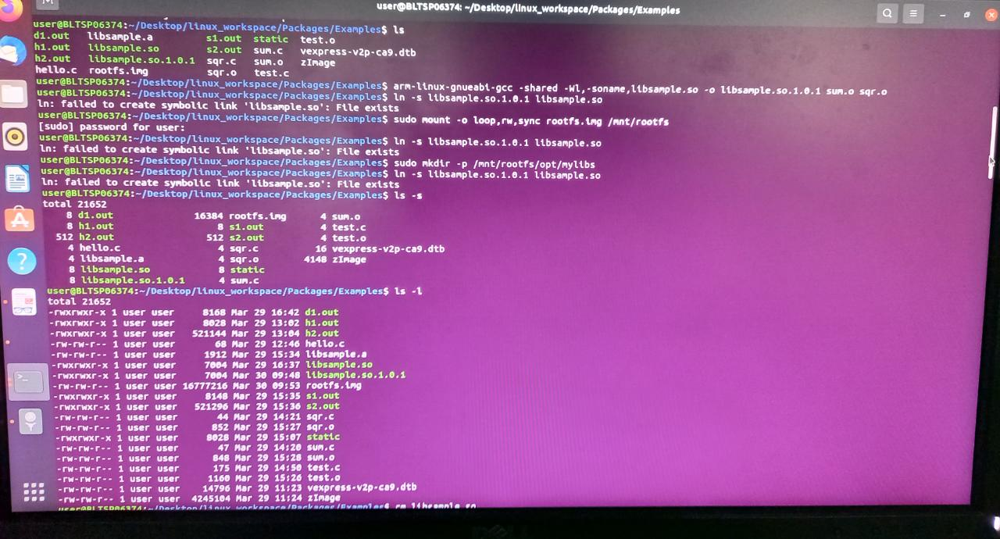 user@BLTSP06374: ~/Desktop/linux_workspace/Packages/Examples
user@BLTSP06374:~/Desktop/linux_workspace/Packages/Examples$ ls
d1.out libsample.a s1.out static test.o
h1.out libsample.so s2.out sum.c vexpress-v2p-ca9.dtb
h2.out libsample.so.1.0.1 sqr.c sum.o zImage
hello.c rootfs.img sqr.o test.c
user@BLTSP06374:~/Desktop/linux_workspace/Packages/Examples$ arm-linux-gnueabi-gcc -shared -Wl,-soname,libsample.so -o libsample.so.1.0.1 sum.o sqr.o
user@BLTSP06374:~/Desktop/linux_workspace/Packages/Examples$ ln -s libsample.so.1.0.1 libsample.so
ln: failed to create symbolic link 'libsample.so': File exists
user@BLTSP06374:~/Desktop/linux_workspace/Packages/Examples$ sudo mount -o loop,rw,sync rootfs.img /mnt/rootfs
[sudo] password for user:
user@BLTSP06374:~/Desktop/linux_workspace/Packages/Examples$ ln -s libsample.so.1.0.1 libsample.so
ln: failed to create symbolic link 'libsample.so': File exists
user@BLTSP06374:~/Desktop/linux_workspace/Packages/Examples$ sudo mkdir -p /mnt/rootfs/opt/mylibs
user@BLTSP06374:~/Desktop/linux_workspace/Packages/Examples$ ln -s libsample.so.1.0.1 libsample.so
ln: failed to create symbolic link 'libsample.so': File exists
user@BLTSP06374:~/Desktop/linux_workspace/Packages/Examples$ ls -s
total 21652
8 d1.out 16384 rootfs.img 4 sum.o
8 h1.out 8 s1.out 4 test.c
512 h2.out 512 s2.out 4 test.o
4 hello.c 4 sqr.c 16 vexpress-v2p-ca9.dtb
4 libsample.a 4 sqr.o 4148 zImage
8 libsample.so 8 static
8 libsample.so.1.0.1 4 sum.c
user@BLTSP06374:~/Desktop/linux_workspace/Packages/Examples$ ls -l
total 21652
-rwxrwxr-x 1 user user 8168 Mar 29 16:42 d1.out
-rwxrwxr-x 1 user user 8028 Mar 29 13:02 h1.out
-rwxrwxr-x 1 user user 521144 Mar 29 13:04 h2.out
-rw-rw-r-- 1 user user 68 Mar 29 12:46 hello.c
-rw-rw-r-- 1 user user 1912 Mar 29 15:34 libsample.a
-rwxrwxr-x 1 user user 7004 Mar 29 16:37 libsample.so
-rwxrwxr-x 1 user user 7004 Mar 30 09:48 libsample.so.1.0.1
-rw-rw-r-- 1 user user 16777216 Mar 30 09:53 rootfs.img
-rwxrwxr-x 1 user user 8148 Mar 29 15:35 s1.out
-rwxrwxr-x 1 user user 521296 Mar 29 15:36 s2.out
-rw-rw-r-- 1 user user 44 Mar 29 14:21 sqr.c
-rw-rw-r-- 1 user user 852 Mar 29 15:27 sqr.o
-rwxrwxr-x 1 user user 8028 Mar 29 15:07 static
-rw-rw-r-- 1 user user 47 Mar 29 14:20 sum.c
-rw-rw-r-- 1 user user 848 Mar 29 15:28 sum.o
-rw-rw-r-- 1 user user 175 Mar 29 14:50 test.c
-rw-rw-r-- 1 user user 1160 Mar 29 15:26 test.o
-rw-rw-r-- 1 user user 14796 Mar 29 11:23 vexpress-v2p-ca9.dtb
-rw-rw-r-- 1 user user 4245104 Mar 29 11:24 zImage
user@BLTSP06374:~/Desktop/linux_workspace/Packages/Examples$ rm libsample.so